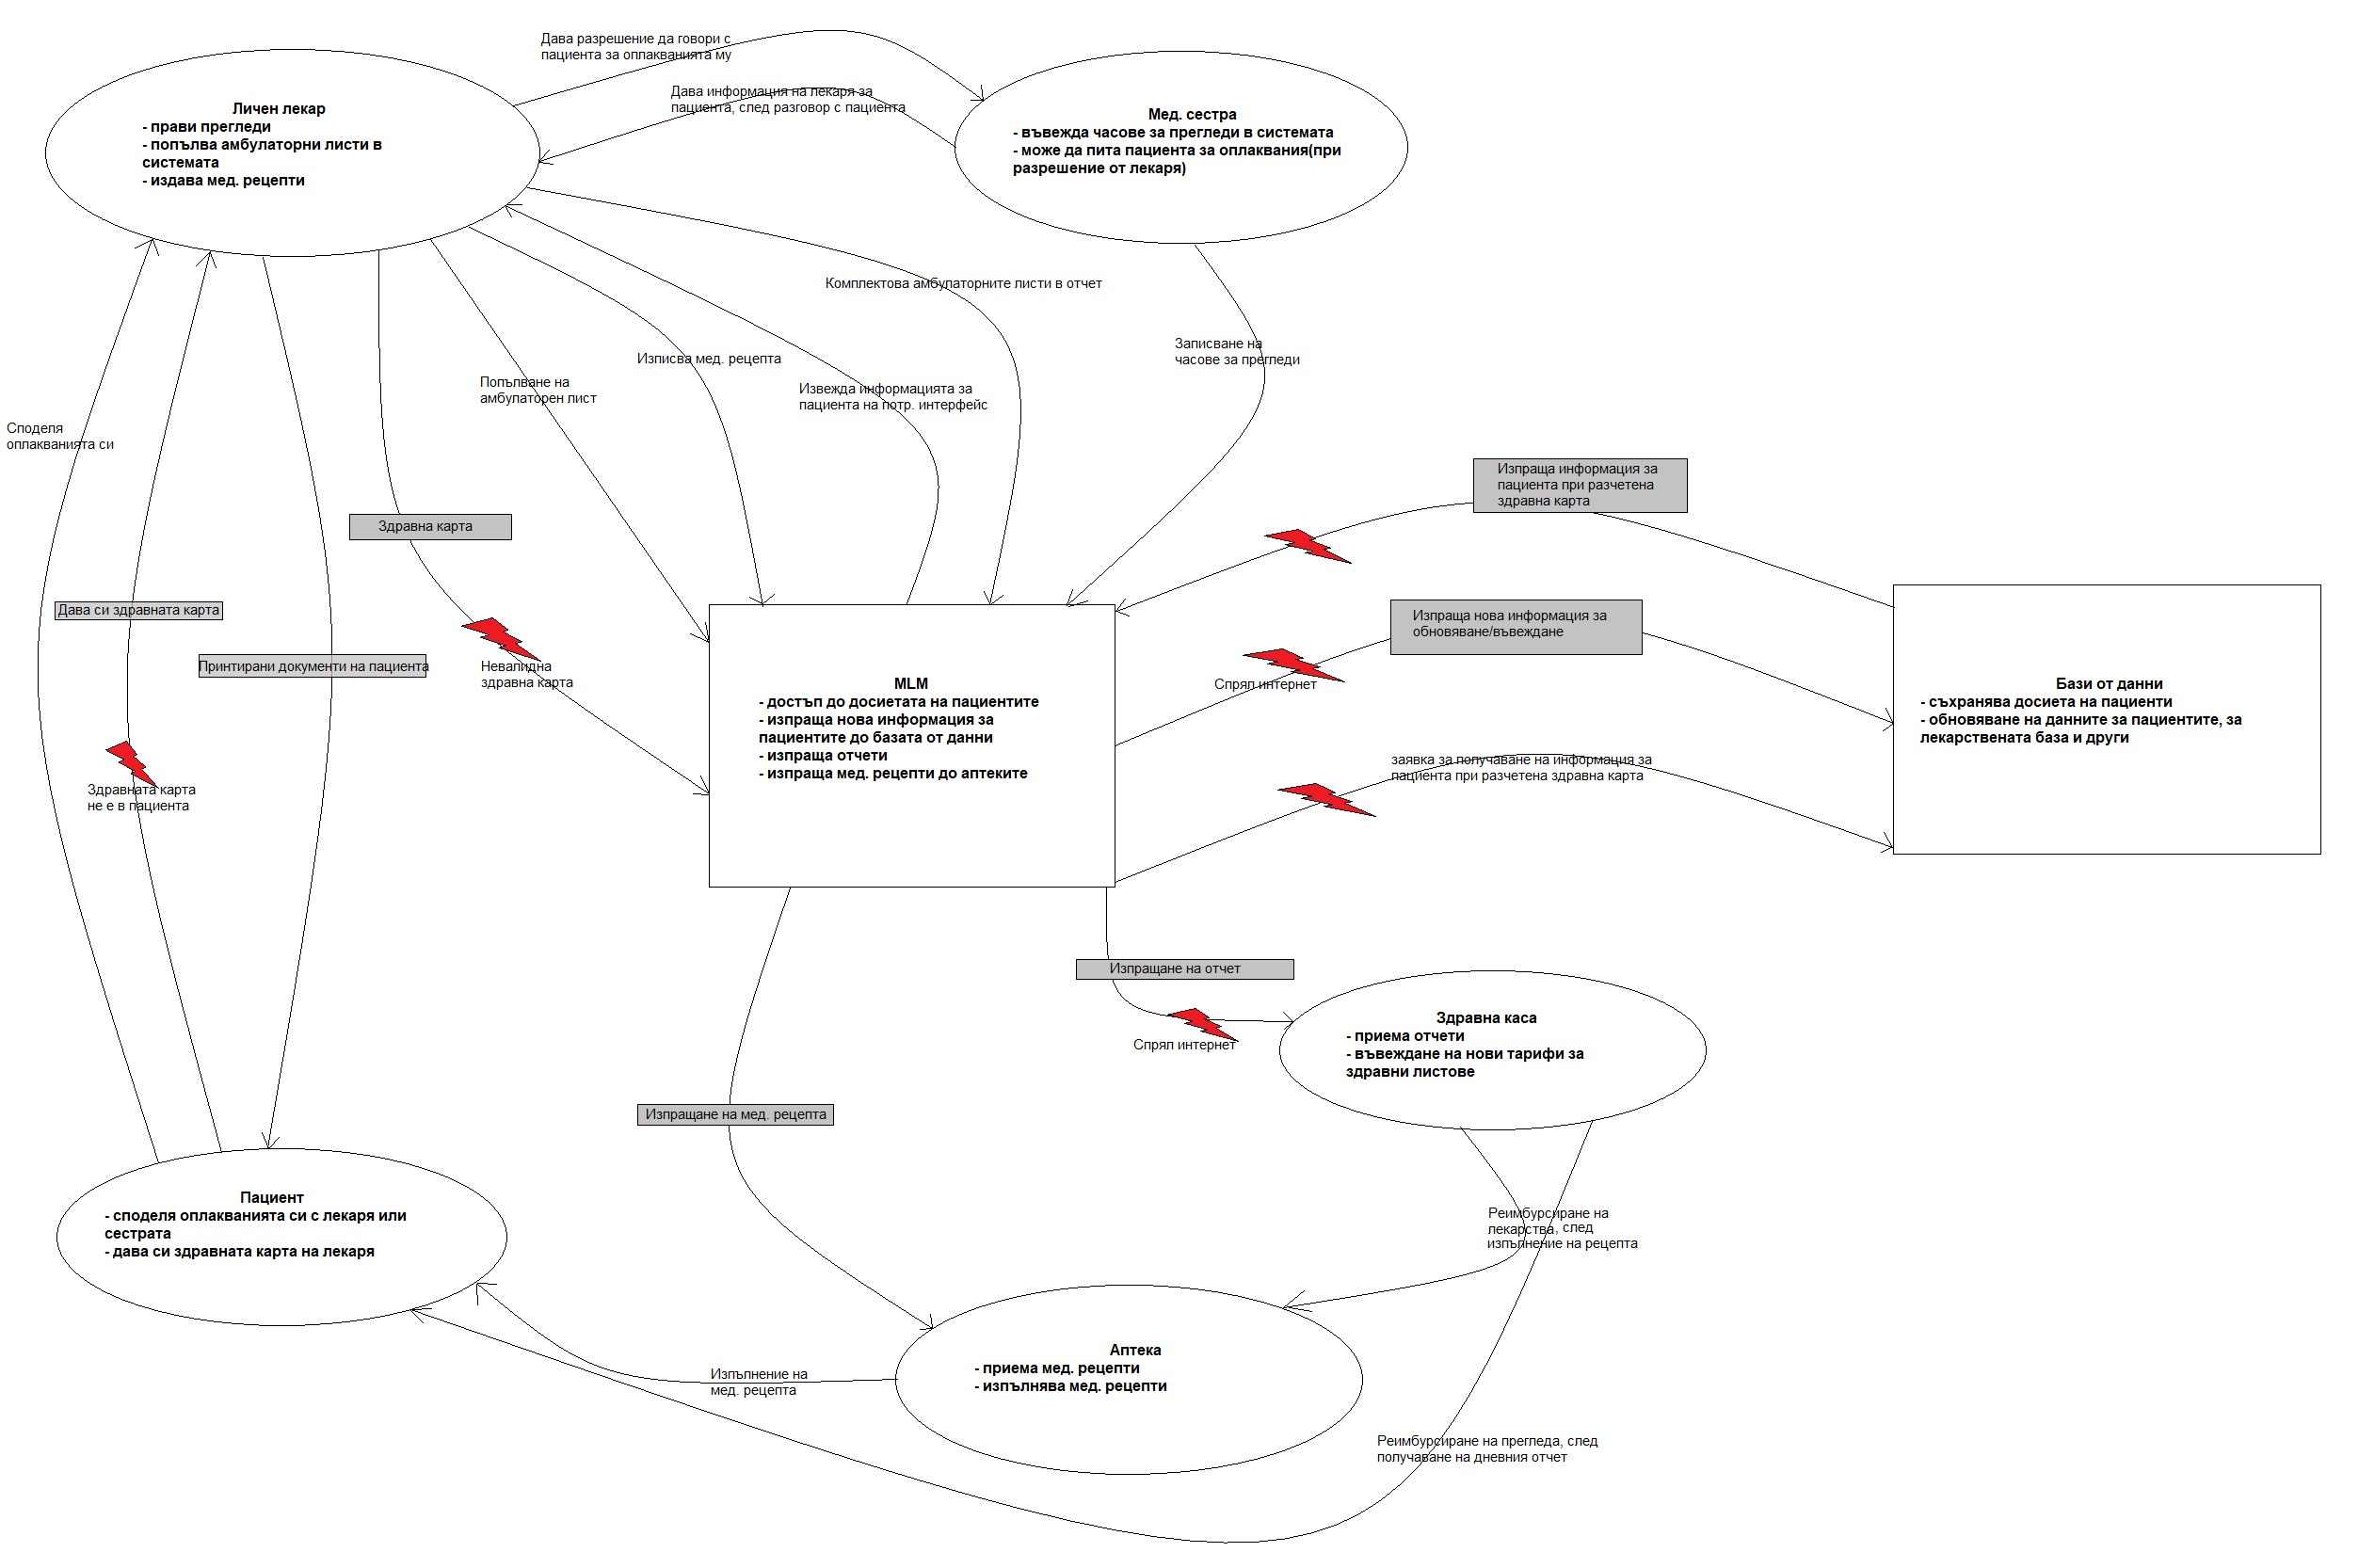 Дава разрешение да говори с
пациента за оплакванията му
Дава информация на лекаря за
пациента, след разговор с пациента
Личен лекар
- прави прегледи
- попълва амбулаторни листи в
системата
- издава мед. рецепти
Мед. сестра
- въвежда часове за прегледи в системата
- може да пита пациента за оплаквания(при
разрешение от лекаря)
Комплектова амбулаторните листи в отчет
Записване на
часове за прегледи
Изписва мед. рецепта
Попълване на
амбулаторен лист
Извежда информацията за
пациента на потр. интерфейс
Споделя
оплакванията си
Изпраща информация за
пациента при разчетена
здравна карта
Здравна карта
Дава си здравната карта
Изпраща нова информация за
обновяване/въвеждане
Принтирани документи на пациента
Невалидна
здравна карта
Спрял интернет
MLM
- достъп до досиетата на пациентите
- изпраща нова информация за
пациентите до базата от данни
- изпраща отчети
- изпраща мед. рецепти до аптеките
Бази от данни
- съхранява досиета на пациенти
- обновяване на данните за пациентите, за
лекарствената база и други
заявка за получаване на информация за
пациента при разчетена здравна карта
Здравната карта
не е в пациента
Изпращане на отчет
Спрял интернет
Здравна каса
- приема отчети
- въвеждане на нови тарифи за
здравни листове
Изпращане на мед. рецепта
Пациент
- споделя оплакванията си с лекаря или
сестрата
- дава си здравната карта на лекаря
Реимбурсиране на
лекарства, след
изпълнение на рецепта
Аптека
- приема мед. рецепти
- изпълнява мед. рецепти
Изпълнение на
мед. рецепта
Реимбурсиране на прегледа, след
получаване на дневния отчет